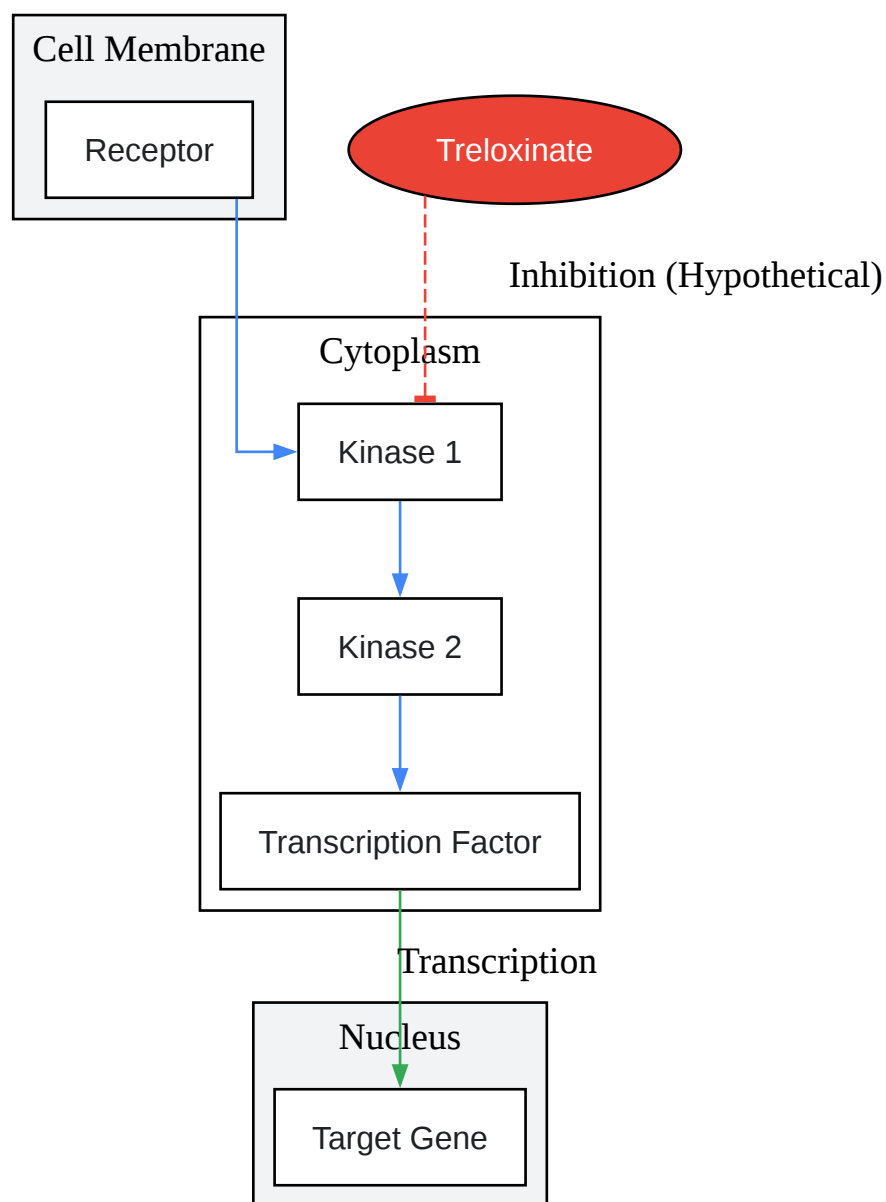 Cell Membrane
Receptor
Treloxinate
Inhibition (Hypothetical)
Cytoplasm
Kinase 1
Kinase 2
Transcription Factor
Transcription
Nucleus
Target Gene